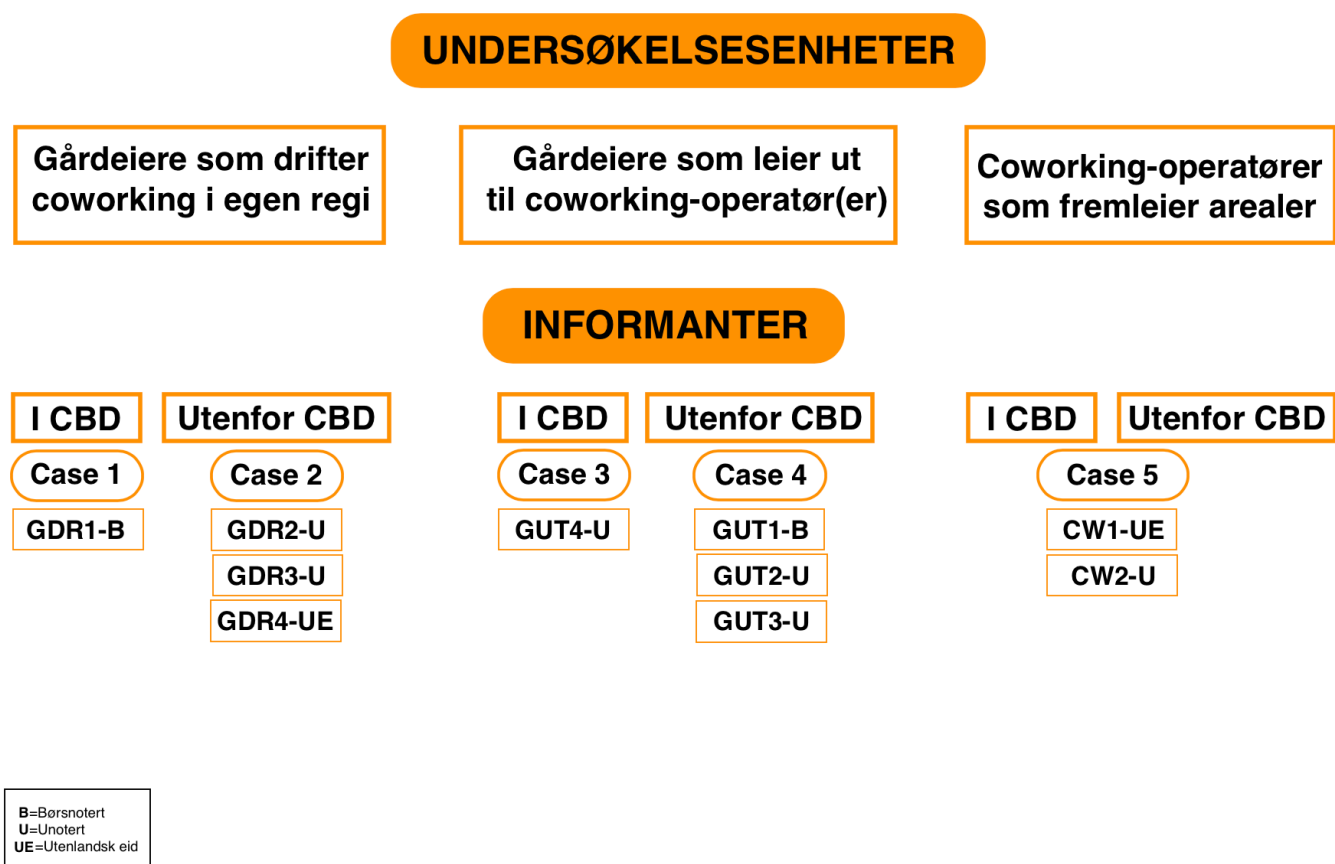 UNDERSØKELSESENHETER
Gårdeiere som drifter
coworking i egen regi
Gårdeiere som leier ut
til coworking-operatør(er)
Coworking-operatører
som fremleier arealer
INFORMANTER
I CBD
Utenfor CBD
I CBD
Utenfor CBD
I CBD
Utenfor CBD
Case 1
Case 2
Case 3
Case 4
Case 5
GDR1-B
GDR2-U
GUT4-U
GUT1-B
CW1-UE
GDR3-U
GUT2-U
CW2-U
GDR4-UE
GUT3-U
B=Børsnotert
U=Unotert
UE=Utenlandsk eid